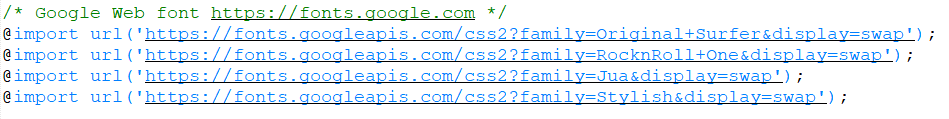 /* Google Web font https://fonts.google.com */
@import url('https://fonts.googleapis.com/css2?family=Original+Surfer&display=swap');
@import url('https://fonts.googleapis.com/css2?family=RocknRoll+One&display=swap');
@import url('https://fonts.googleapis.com/css2?family=Jua&display=swap');
@import url('https://fonts.googleapis.com/css2?family=Stylish&display=swap');